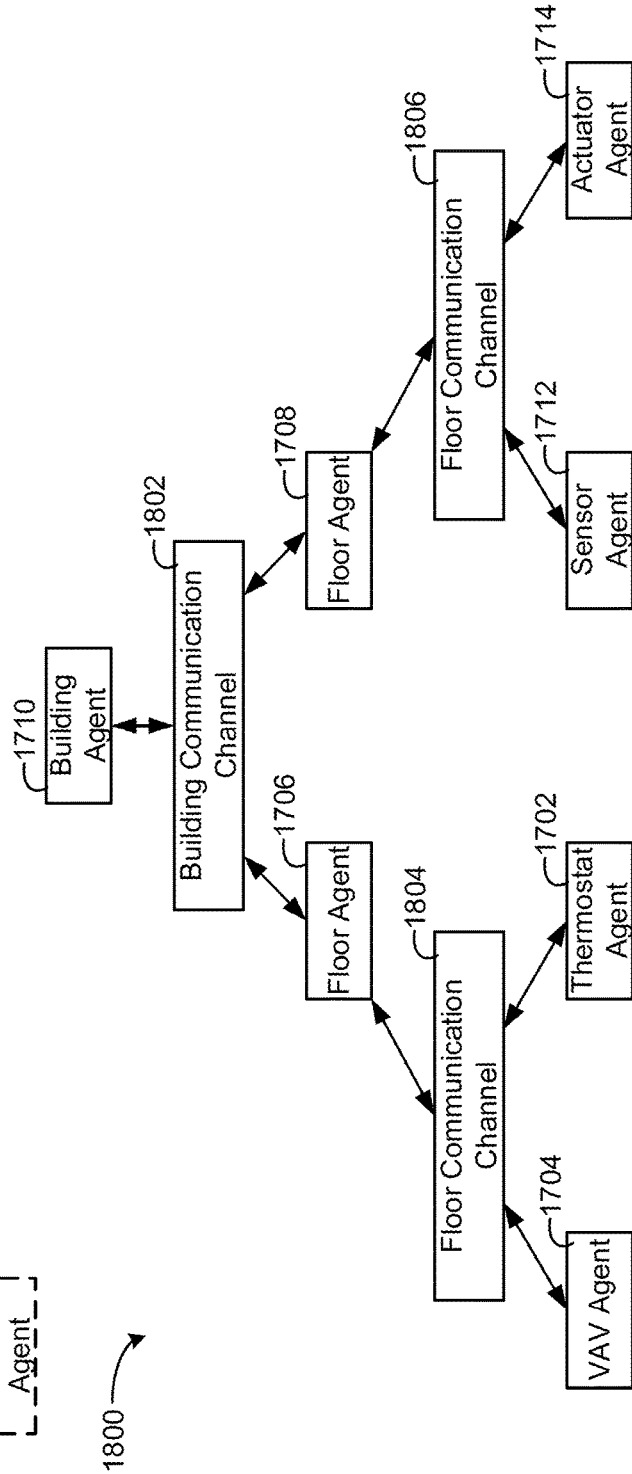 Agent
1800
1710
Building
Agent
1802
Building Communication
Channel
1706
Floor Agent
1708
Floor Agent
1804
Floor Communication
Channel
1806
Floor Communication
Channel
1704
VAV Agent
1702
Thermostat
Agent
1712
Sensor
Agent
1714
Actuator
Agent